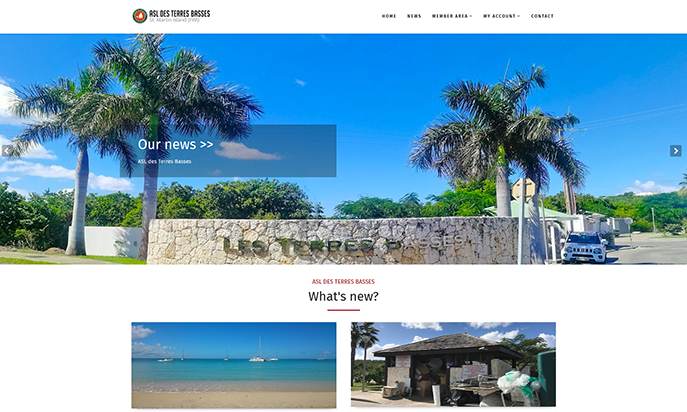 ASL DES TERRES BASSES
St. Martin Island (FWI)
HOME NEWS MEMBER AREA MY ACCOUNT CONTACT
Our news >>
ASL des Terres Basses
LES TERRES BASSES
ASL DES TERRES BASSES
What's new?